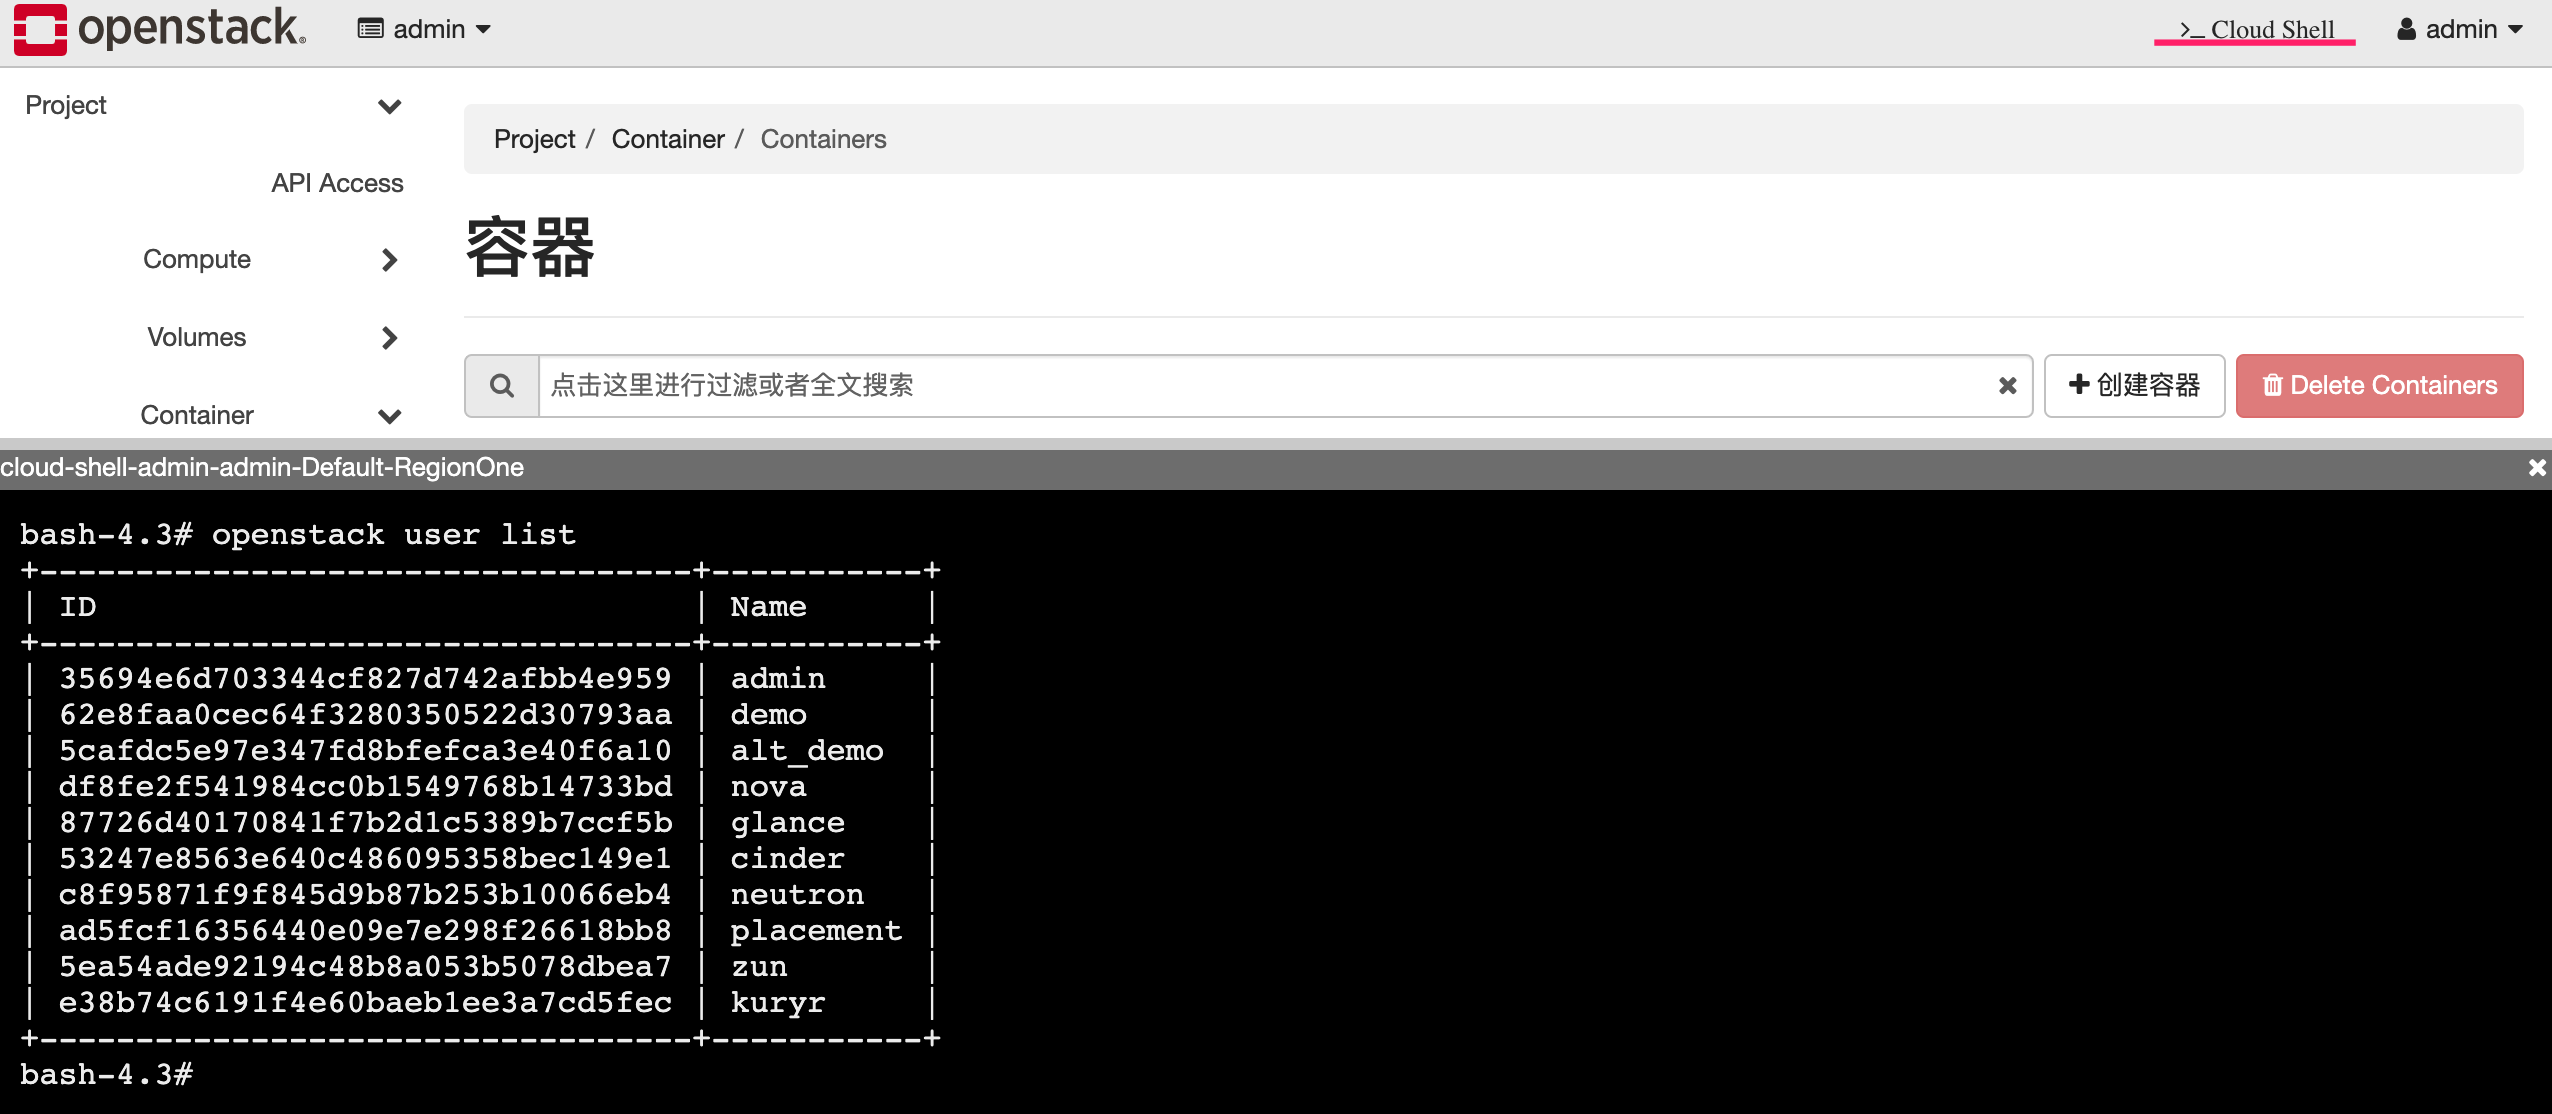 openstack. admin >_ Cloud Shell admin
Project
Project / Container / Containers
API Access
容器
Compute
Volumes
点击这里进行过滤或者全文搜索 创建容器 Delete Containers
Container
cloud-shell-admin-admin-Default-RegionOne
bash-4.3# openstack user list
+----------------------------------+-----------+
| ID                               | Name      |
+----------------------------------+-----------+
| 35694e6d703344cf827d742afbb4e959 | admin     |
| 62e8faa0cec64f3280350522d30793aa | demo      |
| 5cafdc5e97e347fd8bfefca3e40f6a10 | alt_demo  |
| df8fe2f541984cc0b1549768b14733bd | nova      |
| 87726d40170841f7b2d1c5389b7ccf5b | glance    |
| 53247e8563e640c486095358bec149e1 | cinder    |
| c8f95871f9f845d9b87b253b10066eb4 | neutron   |
| ad5fcf16356440e09e7e298f26618bb8 | placement |
| 5ea54ade92194c48b8a053b5078dbea7 | zun       |
| e38b74c6191f4e60baeb1ee3a7cd5fec | kuryr     |
+----------------------------------+-----------+
bash-4.3#